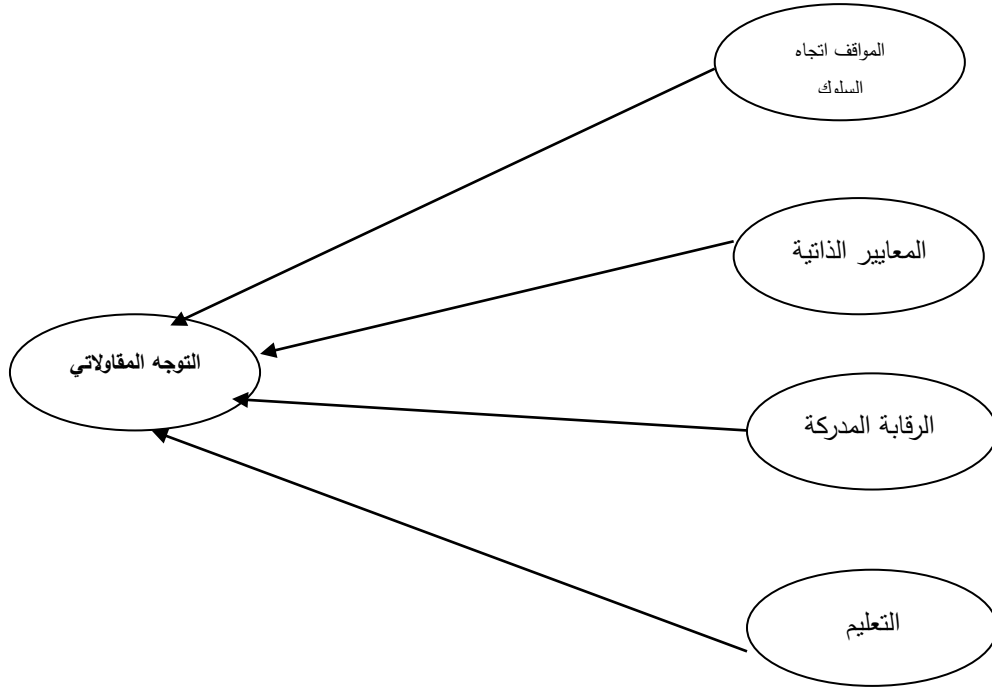 المواقف اتجاه
السلوك
المعايير الذاتية
التوجه المقاولاتي
الرقابة المدركة
التعليم